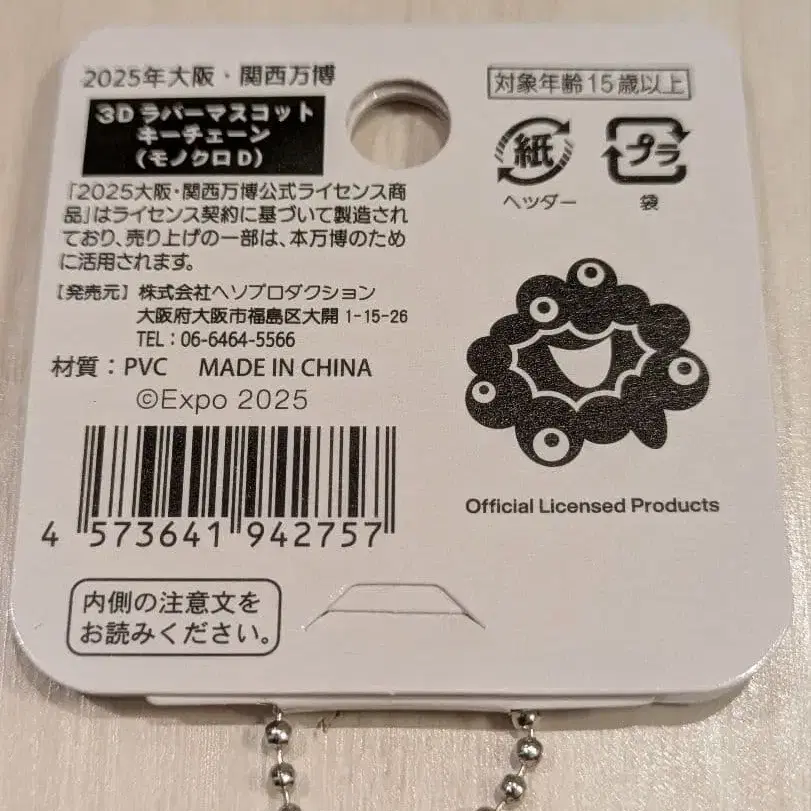 2025年大阪・関西万博
3D ラバーマスコット
キーチェーン
(モノクロ D)
「2025大阪・関西万博公式ライセンス商
品」はライセンス契約に基づいて製造され
ており、売り上げの一部は、本万博のため
に活用されます。
【発売元】株式会社ヘソプロダクション
大阪府大阪市福島区大開 1-15-26
TEL：06-6464-5566
材質：PVC MADE IN CHINA
©Expo 2025
4 573641 942757
内側の注意文を
お読みください。
対象年齢15歳以上
紙
ヘッダー
プラ
袋
Official Licensed Products